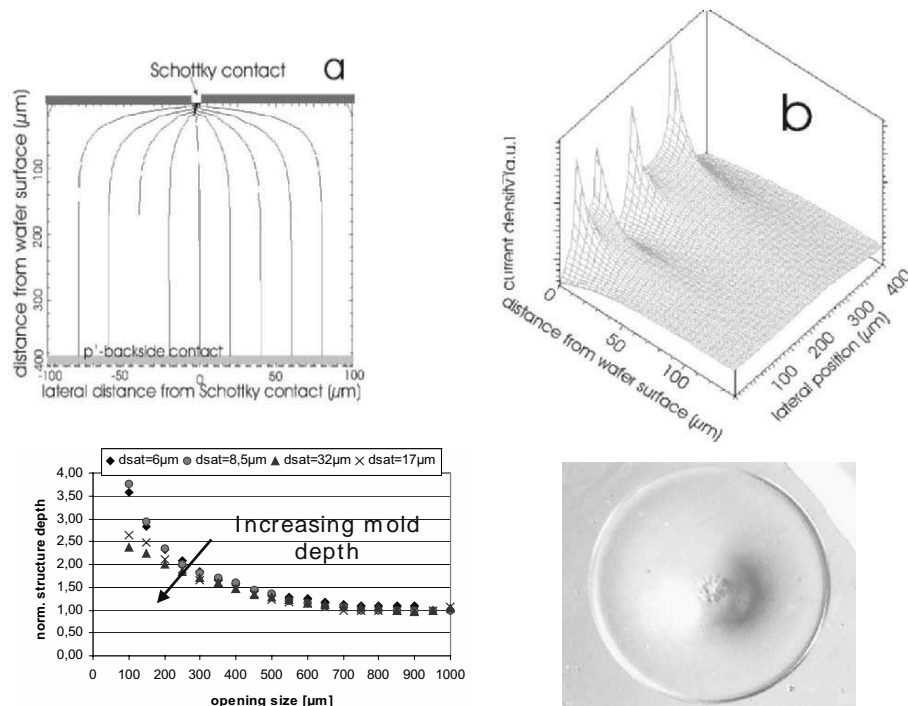 Schottky contact
a
distance from wafer surface (µm)
100
200
300
400
p⁺-backside contact
-100
-50
0
50
100
lateral distance from Schottky contact (µm)
b
current density [a.u.]
0
50
100
distance from wafer surface (µm)
100
200
300
400
lateral position (µm)
dsat=6µm dsat=8,5µm dsat=32µm dsat=17µm
norm. structure depth
4,00
3,50
3,00
2,50
2,00
1,50
1,00
0,50
0,00
Increasing mold
depth
0 100 200 300 400 500 600 700 800 900 1000
opening size [µm]